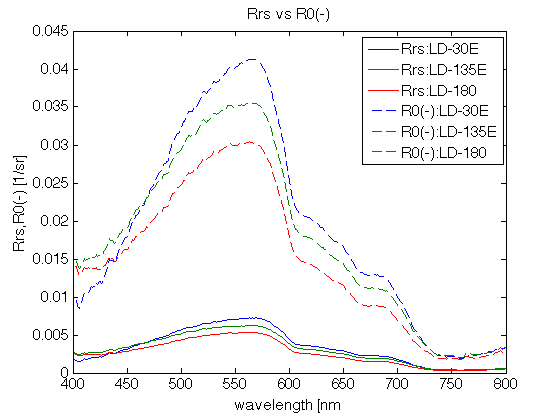 Rrs vs R0(-)
0.045
0.04
0.035
0.03
0.025
0.02
0.015
0.01
0.005
0
Rrs,R0(-) [1/sr]
Rrs:LD-30E
Rrs:LD-135E
Rrs:LD-180
R0(-):LD-30E
R0(-):LD-135E
R0(-):LD-180
400 450 500 550 600 650 700 750 800
wavelength [nm